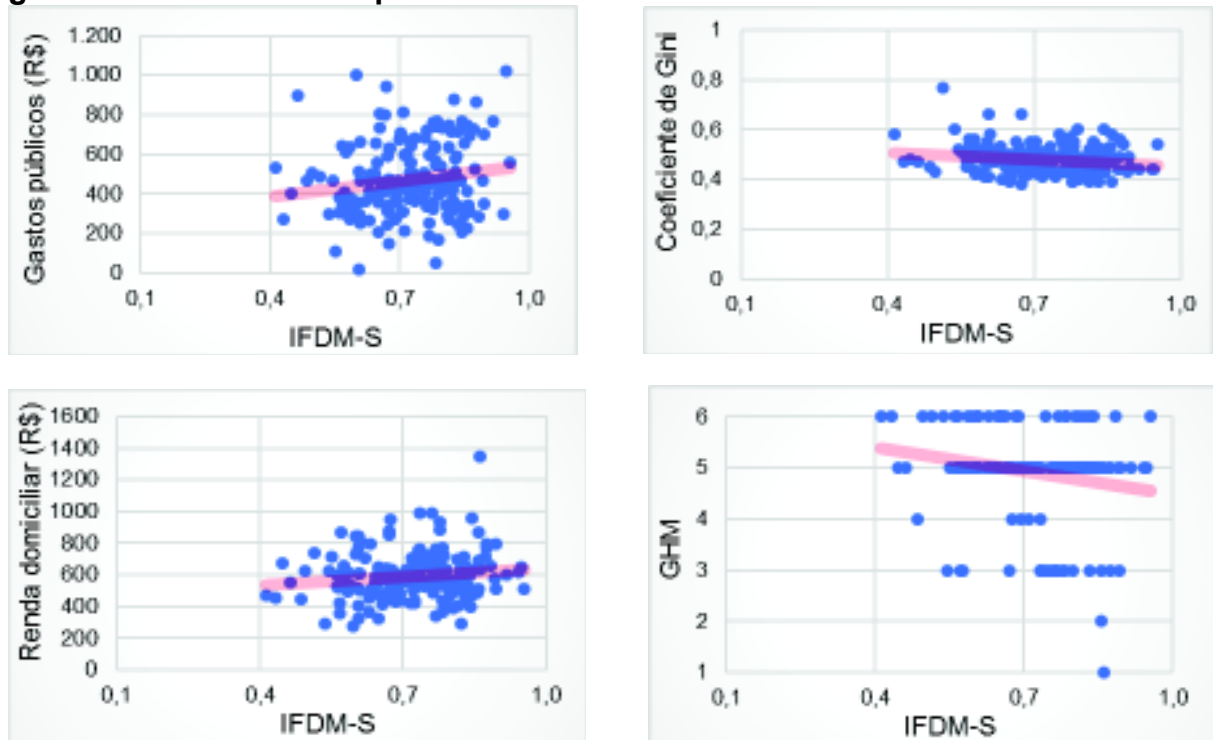 Gastos públicos (R$)
1.200
1.000
800
600
400
200
0
0,1 0,4 0,7 1,0
IFDM-S
Coeficiente de Gini
1
0,8
0,6
0,4
0,2
0
0,1 0,4 0,7 1,0
IFDM-S
Renda domiciliar (R$)
1600
1400
1200
1000
800
600
400
200
0
0,1 0,4 0,7 1,0
IFDM-S
GHM
6
5
4
3
2
1
0,1 0,4 0,7 1,0
IFDM-S